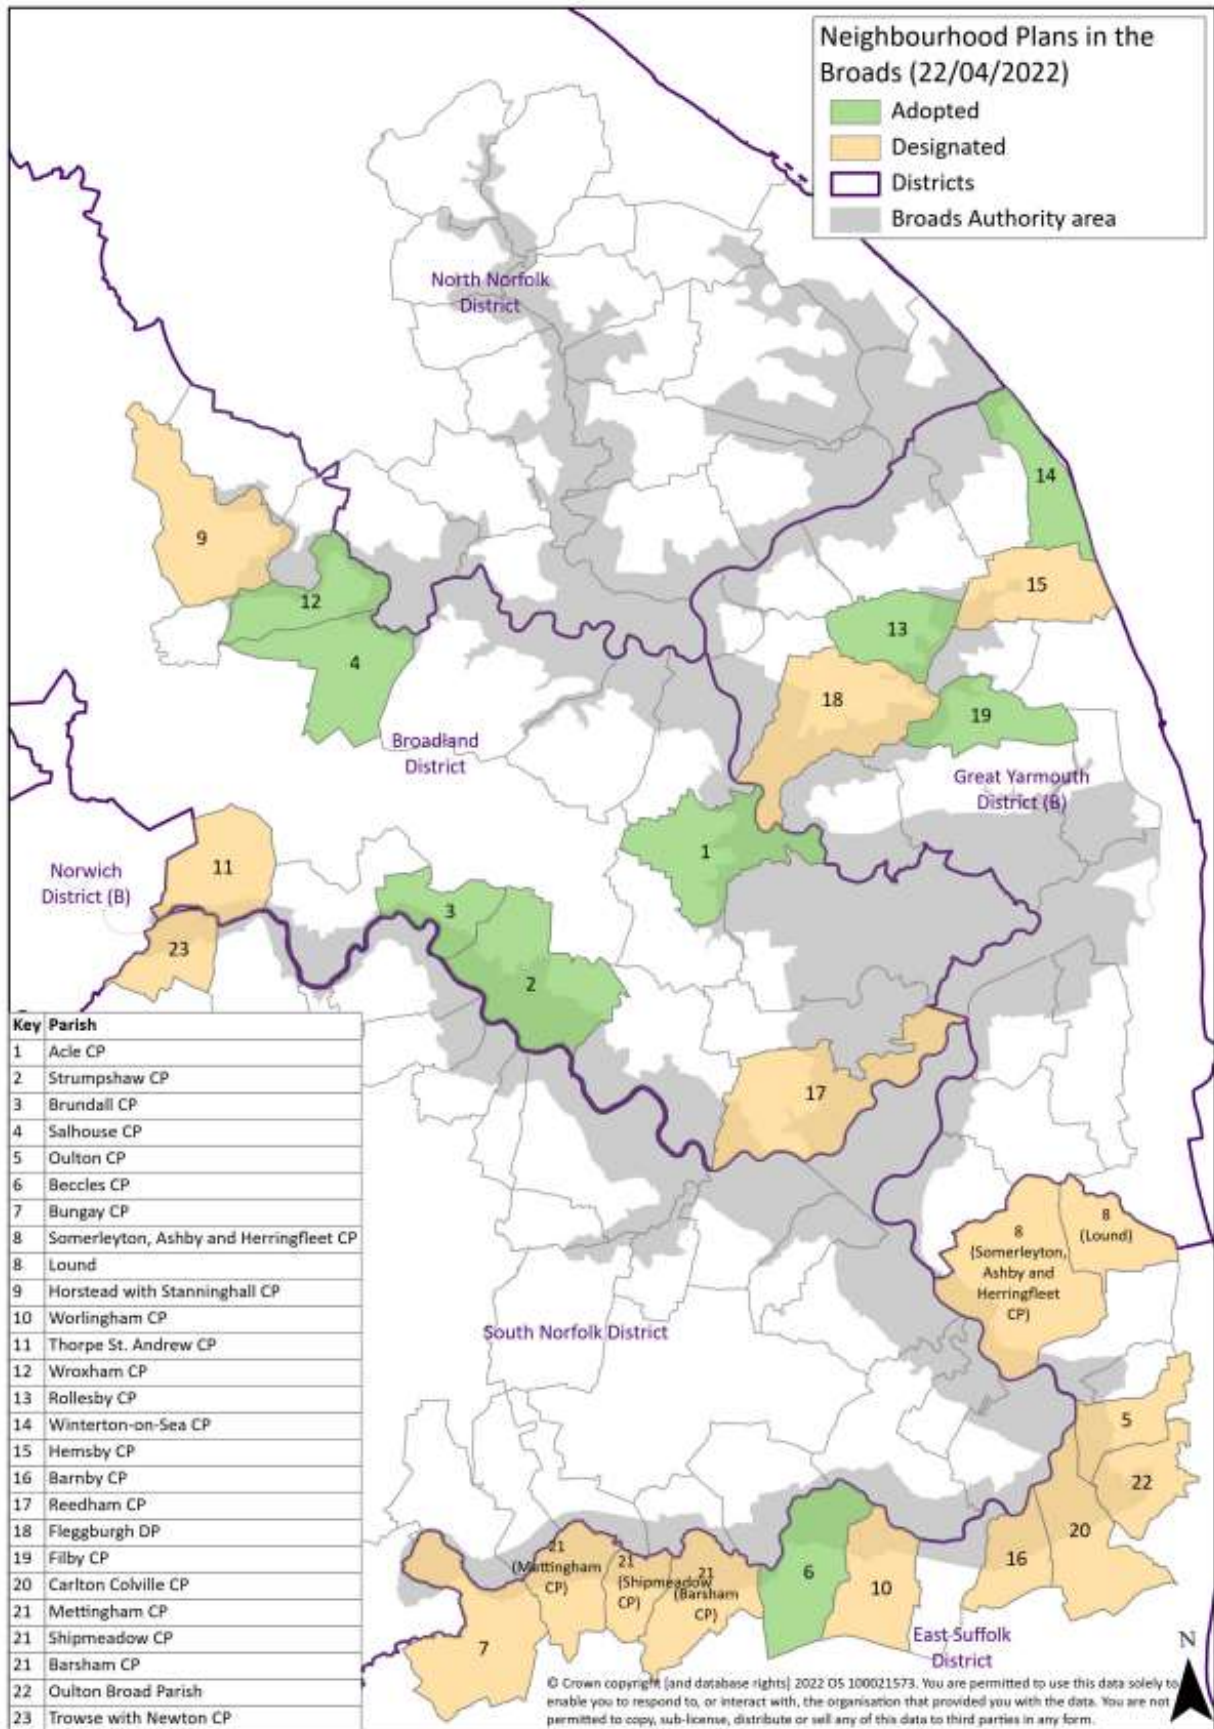 Neighbourhood Plans in the
Broads (22/04/2022)
Adopted
Designated
Districts
Broads Authority area
North Norfolk
District
14
9
15
12
13
4
18
19
Broadland
District
Great Yarmouth
District (B)
1
11
Norwich
District (B)
3
23
2
17
8
(Somerleyton,
Ashby and
Herringfleet
CP)
8
(Lound)
South Norfolk District
5
22
20
16
21
(Mettingham
CP)
21
(Shipmeadow
CP)
21
(Barsham
CP)
6
10
7
East Suffolk
District
N
Key Parish
1 Acle CP
2 Strumpshaw CP
3 Brundall CP
4 Salhouse CP
5 Oulton CP
6 Beccles CP
7 Bungay CP
8 Somerleyton, Ashby and Herringfleet CP
8 Lound
9 Horstead with Stanninghall CP
10 Worlingham CP
11 Thorpe St. Andrew CP
12 Wroxham CP
13 Rollesby CP
14 Winterton-on-Sea CP
15 Hemsby CP
16 Barnby CP
17 Reedham CP
18 Fleggburgh DP
19 Filby CP
20 Carlton Colville CP
21 Mettingham CP
21 Shipmeadow CP
21 Barsham CP
22 Oulton Broad Parish
23 Trowse with Newton CP
© Crown copyright [and database rights] 2022 OS 100021573. You are permitted to use this data solely to
enable you to respond to, or interact with, the organisation that provided you with the data. You are not
permitted to copy, sub-license, distribute or sell any of this data to third parties in any form.